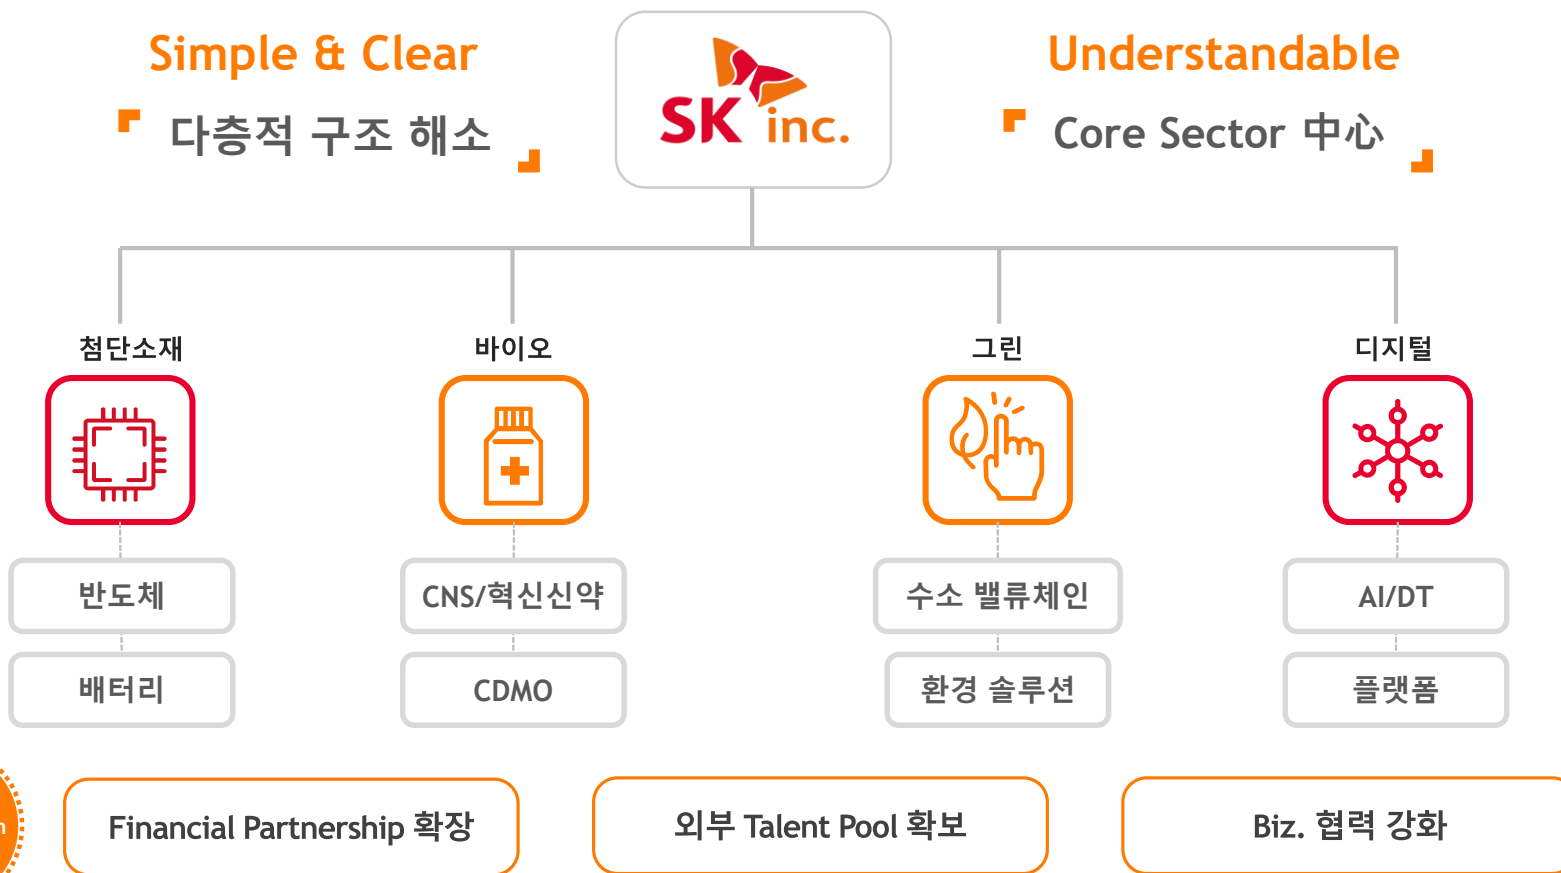 Simple & Clear
다층적 구조 해소
SK inc.
Understandable
Core Sector 中心
첨단소재
바이오
그린
디지털
반도체
CNS/혁신신약
수소 밸류체인
AI/DT
배터리
CDMO
환경 솔루션
플랫폼
Financial Partnership 확장
외부 Talent Pool 확보
Biz. 협력 강화